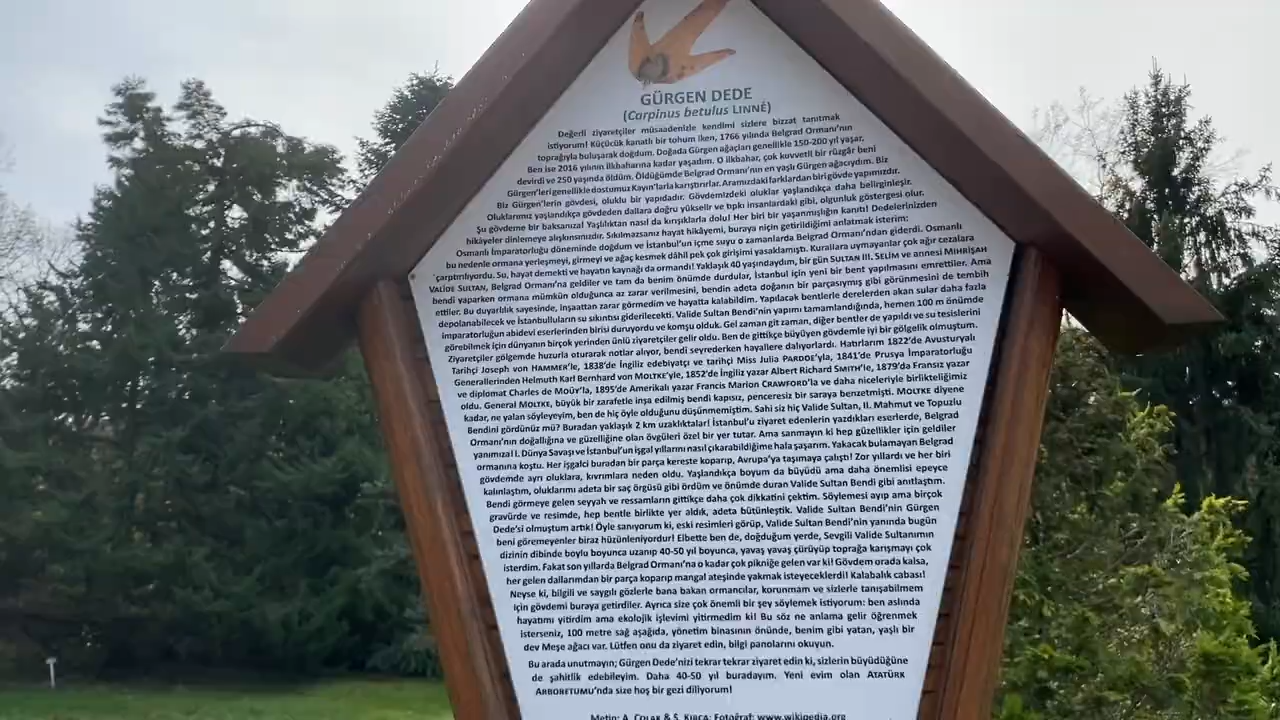 GÜRGEN DEDE
(Carpinus betulus LINNÉ)
Değerli ziyaretçiler müsaadenizle kendimi sizlere bizzat tanıtmak
istiyorum! Küçücük kanatlı bir tohum iken, 1766 yılında Belgrad Ormanı'nın
toprağıyla buluşarak doğdum. Doğada Gürgen ağaçları genellikle 150-200 yıl yaşar.
Ben ise 2016 yılının ilkbaharına kadar yaşadım. O ilkbahar, çok kuvvetli bir rüzgâr beni
devirdi ve 250 yaşında öldüm. Öldüğümde Belgrad Ormanı'nın en yaşlı Gürgen ağacıydım. Biz
Gürgen'leri genellikle dostumuz Kayın'larla karıştırırlar. Aramızdaki farklardan biri gövde yapımızdır.
Biz Gürgenlerin gövdesi, oluklu bir yapıdadır. Gövdemizdeki oluklar yaşlandıkça daha belirginleşir.
Oluklarımız yaşlandıkça gövdeden dallara doğru yükselir ve tıpkı insanlardaki gibi, olgunluk göstergesi olur.
Şu gövdeme bir baksanıza! Yaşlılıktan nasıl da kırışıklarla dolu! Her biri bir yaşanmışlığın kanıtı! Dedelerinizden
hikâyeler dinlemeye alışkınsınızdır. Sıkılmazsanız hayat hikâyemi, buraya niçin getirildiğimi anlatmak isterim:
Osmanlı İmparatorluğu döneminde doğdum ve İstanbul'un içme suyu o zamanlarda Belgrad Ormanı'ndan giderdi. Osmanlı
bu nedenle ormana yerleşmeyi, girmeyi ve ağaç kesmek dâhil pek çok girişimi yasaklamıştı. Kurallara uymayanlar çok ağır cezalara
çarptırılıyordu. Su, hayat demekti ve hayatın kaynağı da ormandı! Yaklaşık 40 yaşındaydım, bir gün SULTAN III. SELİM ve annesi MİHRİŞAH
VALİDE SULTAN, Belgrad Ormanı'na geldiler ve tam da benim önümde durdular, İstanbul için yeni bir bent yapılmasını emrettiler. Ama
bendi yaparken ormana mümkün olduğunca az zarar verilmesini, bendin adeta doğanın bir parçasıymış gibi görünmesini de tembih
ettiler. Bu duyarlılık sayesinde, inşaattan zarar görmedim ve hayatta kalabildim. Yapılacak bentlerle derelerden akan sular daha fazla
depolanabilecek ve İstanbulluların su sıkıntısı giderilecekti. Valide Sultan Bendi'nin yapımı tamamlandığında, hemen 100 m önümde
imparatorluğun abidevi eserlerinden birisi duruyordu ve komşu olduk. Gel zaman git zaman, diğer bentler de yapıldı ve su tesislerini
görebilmek için dünyanın birçok yerinden ünlü ziyaretçiler gelir oldu. Ben de gittikçe büyüyen gövdemle iyi bir gölgelik olmuştum.
Ziyaretçiler gölgemde huzurla oturarak notlar alıyor, bendi seyrederken hayallere dalıyorlardı. Hatırlarım 1822'de Avusturyalı
Tarihçi Joseph von HAMMER'le, 1838'de İngiliz edebiyatçı ve tarihçi Miss Julia PARDOE'yla, 1841'de Prusya İmparatorluğu
Generallerinden Helmuth Karl Bernhard von MOLTKE'yle, 1852'de İngiliz yazar Albert Richard SMITH'le, 1879'da Fransız yazar
ve diplomat Charles de MOÜY'la, 1895'de Amerikalı yazar Francis Marion CRAWFORD'la ve daha niceleriyle birlikteliğimiz
oldu. General MOLTKE, büyük bir zarafetle inşa edilmiş bendi kapısız, penceresiz bir saraya benzetmişti. MOLTKE diyene
kadar, ne yalan söyleyeyim, ben de hiç öyle olduğunu düşünmemiştim. Sahi siz hiç Valide Sultan, II. Mahmut ve Topuzlu
Bendini gördünüz mü? Buradan yaklaşık 2 km uzaklıktalar! İstanbul'u ziyaret edenlerin yazdıkları eserlerde, Belgrad
Ormanı'nın doğallığına ve güzelliğine olan övgüleri özel bir yer tutar. Ama sanmayın ki hep güzellikler için geldiler
yanımıza! I. Dünya Savaşı ve İstanbul'un işgal yıllarını nasıl çıkarabildiğime hala şaşarım. Yakacak bulamayan Belgrad
ormanına koştu. Her işgalci buradan bir parça kereste koparıp, Avrupa'ya taşımaya çalıştı! Zor yıllardı ve her biri
gövdemde ayrı oluklara, kıvrımlara neden oldu. Yaşlandıkça boyum da büyüdü ama daha önemlisi epeyce
kalınlaştım, oluklarımı adeta bir saç örgüsü gibi ördüm ve önümde duran Valide Sultan Bendi gibi anıtlaştım.
Bendi görmeye gelen seyyah ve ressamların gittikçe daha çok dikkatini çektim. Söylemesi ayıp ama birçok
gravürde ve resimde, hep bentle birlikte yer aldık, adeta bütünleştik. Valide Sultan Bendi'nin Gürgen
Dede'si olmuştum artık! Öyle sanıyorum ki, eski resimleri görüp, Valide Sultan Bendi'nin yanında bugün
beni göremeyenler biraz hüzünleniyordur! Elbette ben de, doğduğum yerde, Sevgili Valide Sultanımın
dizinin dibinde boylu boyunca uzanıp 40-50 yıl boyunca, yavaş yavaş çürüyüp toprağa karışmayı çok
isterdim. Fakat son yıllarda Belgrad Ormanı'na o kadar çok pikniğe gelen var ki! Gövdem orada kalsa,
her gelen dallarımdan bir parça koparıp mangal ateşinde yakmak isteyeceklerdi! Kalabalık cabası!
Neyse ki, bilgili ve saygılı gözlerle bana bakan ormancılar, korunmam ve sizlerle tanışabilmem
için gövdemi buraya getirdiler. Ayrıca size çok önemli bir şey söylemek istiyorum: ben aslında
hayatımı yitirdim ama ekolojik işlevimi yitirmedim ki! Bu söz ne anlama gelir öğrenmek
isterseniz, 100 metre sağ aşağıda, yönetim binasının önünde, benim gibi yatan, yaşlı bir
dev Meşe ağacı var. Lütfen onu da ziyaret edin, bilgi panolarını okuyun.
Bu arada unutmayın; Gürgen Dede'nizi tekrar tekrar ziyaret edin ki, sizlerin büyüdüğüne
de şahitlik edebileyim. Daha 40-50 yıl buradayım. Yeni evim olan ATATÜRK
ARBORETUMU'nda size hoş bir gezi diliyorum!
Metin: A. ÇOLAK & S. KIRCA; Fotoğraf: www.wikipedia.org